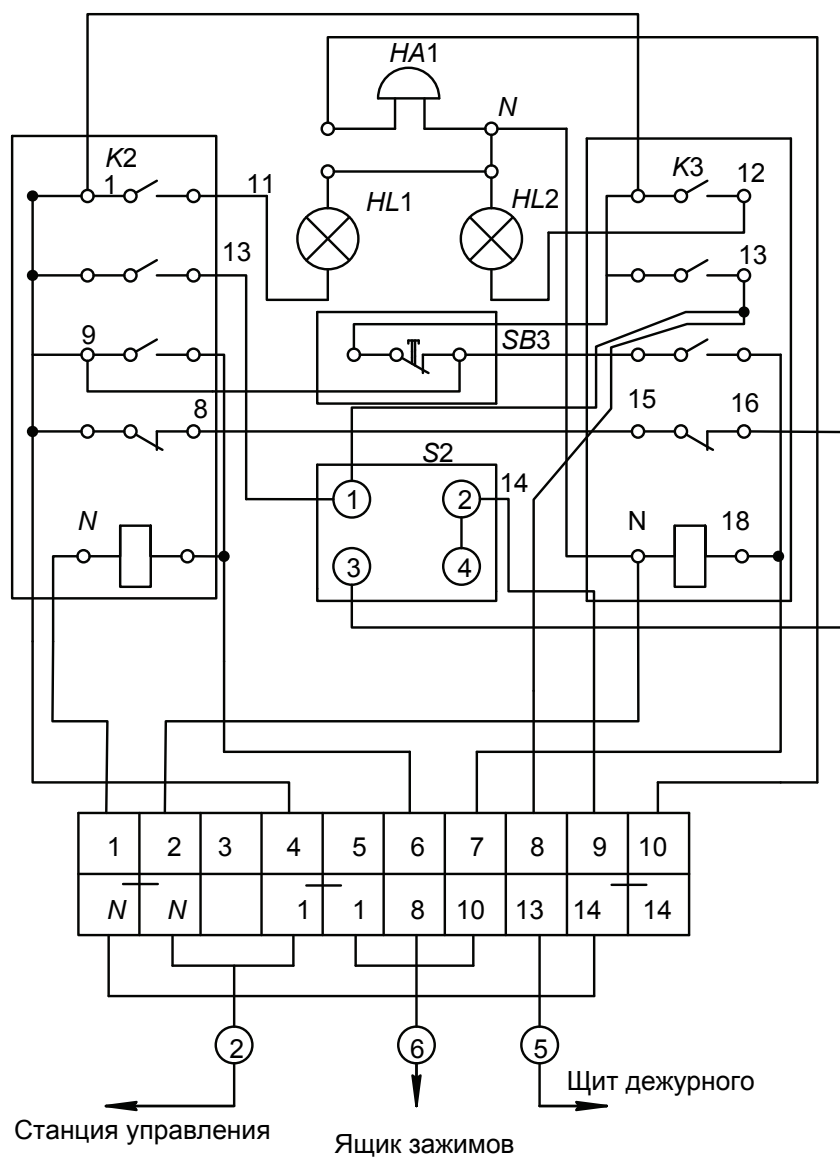 HA1
N
K2
1
11
HL1
HL2
K3
12
13
13
9
SB3
8
15
16
S2
1
2
14
N
3
4
N
18
1 2 3 4 5 6 7 8 9 10
N N 1 1 8 10 13 14 14
2
6
5
Щит дежурного
Станция управления
Ящик зажимов